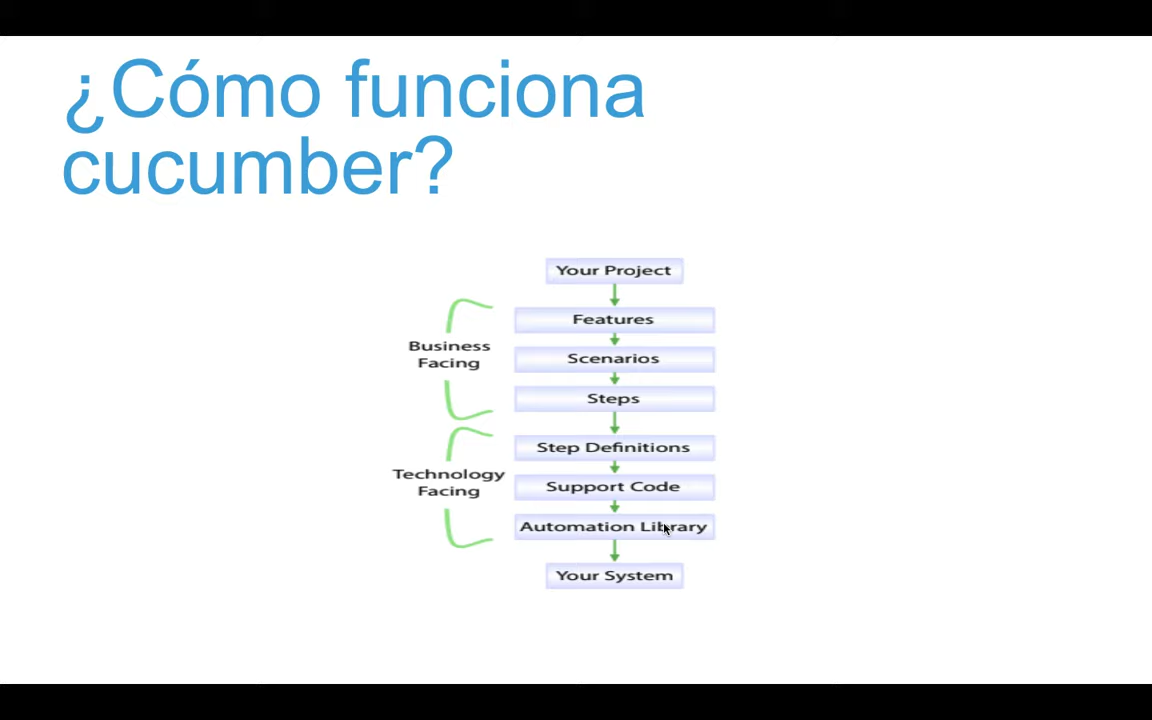 ¿Cómo funciona
cucumber?
Your Project
Features
Scenarios
Steps
Business
Facing
Step Definitions
Support Code
Automation Library
Technology
Facing
Your System